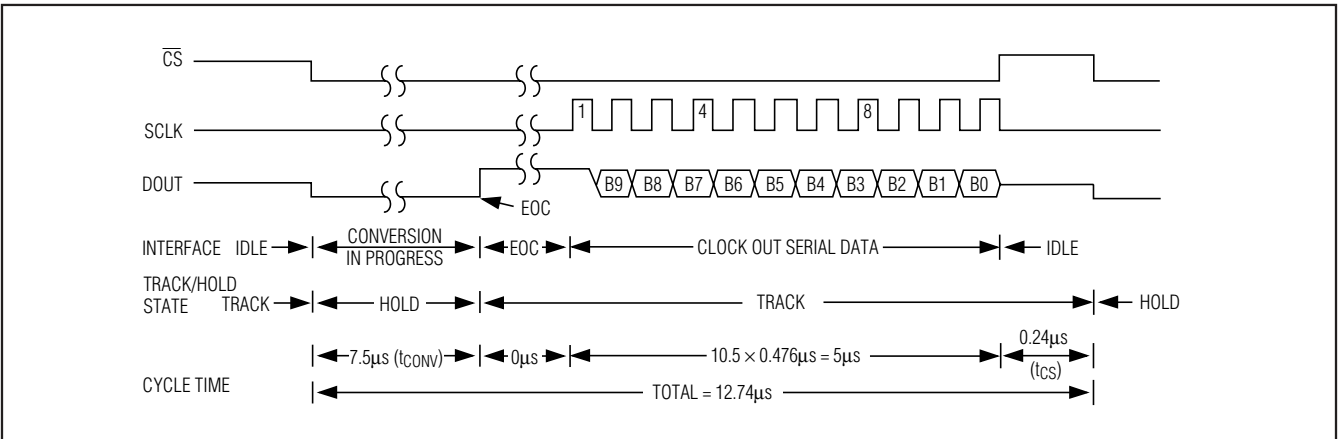 CS
SCLK
1 4 8
DOUT
B9 B8 B7 B6 B5 B4 B3 B2 B1 B0
EOC
INTERFACE IDLE CONVERSION IN PROGRESS EOC CLOCK OUT SERIAL DATA IDLE
TRACK/HOLD
STATE TRACK HOLD TRACK HOLD
CYCLE TIME
7.5µs (tCONV) 0µs 10.5 × 0.476µs = 5µs 0.24µs
(tCS)
TOTAL = 12.74µs